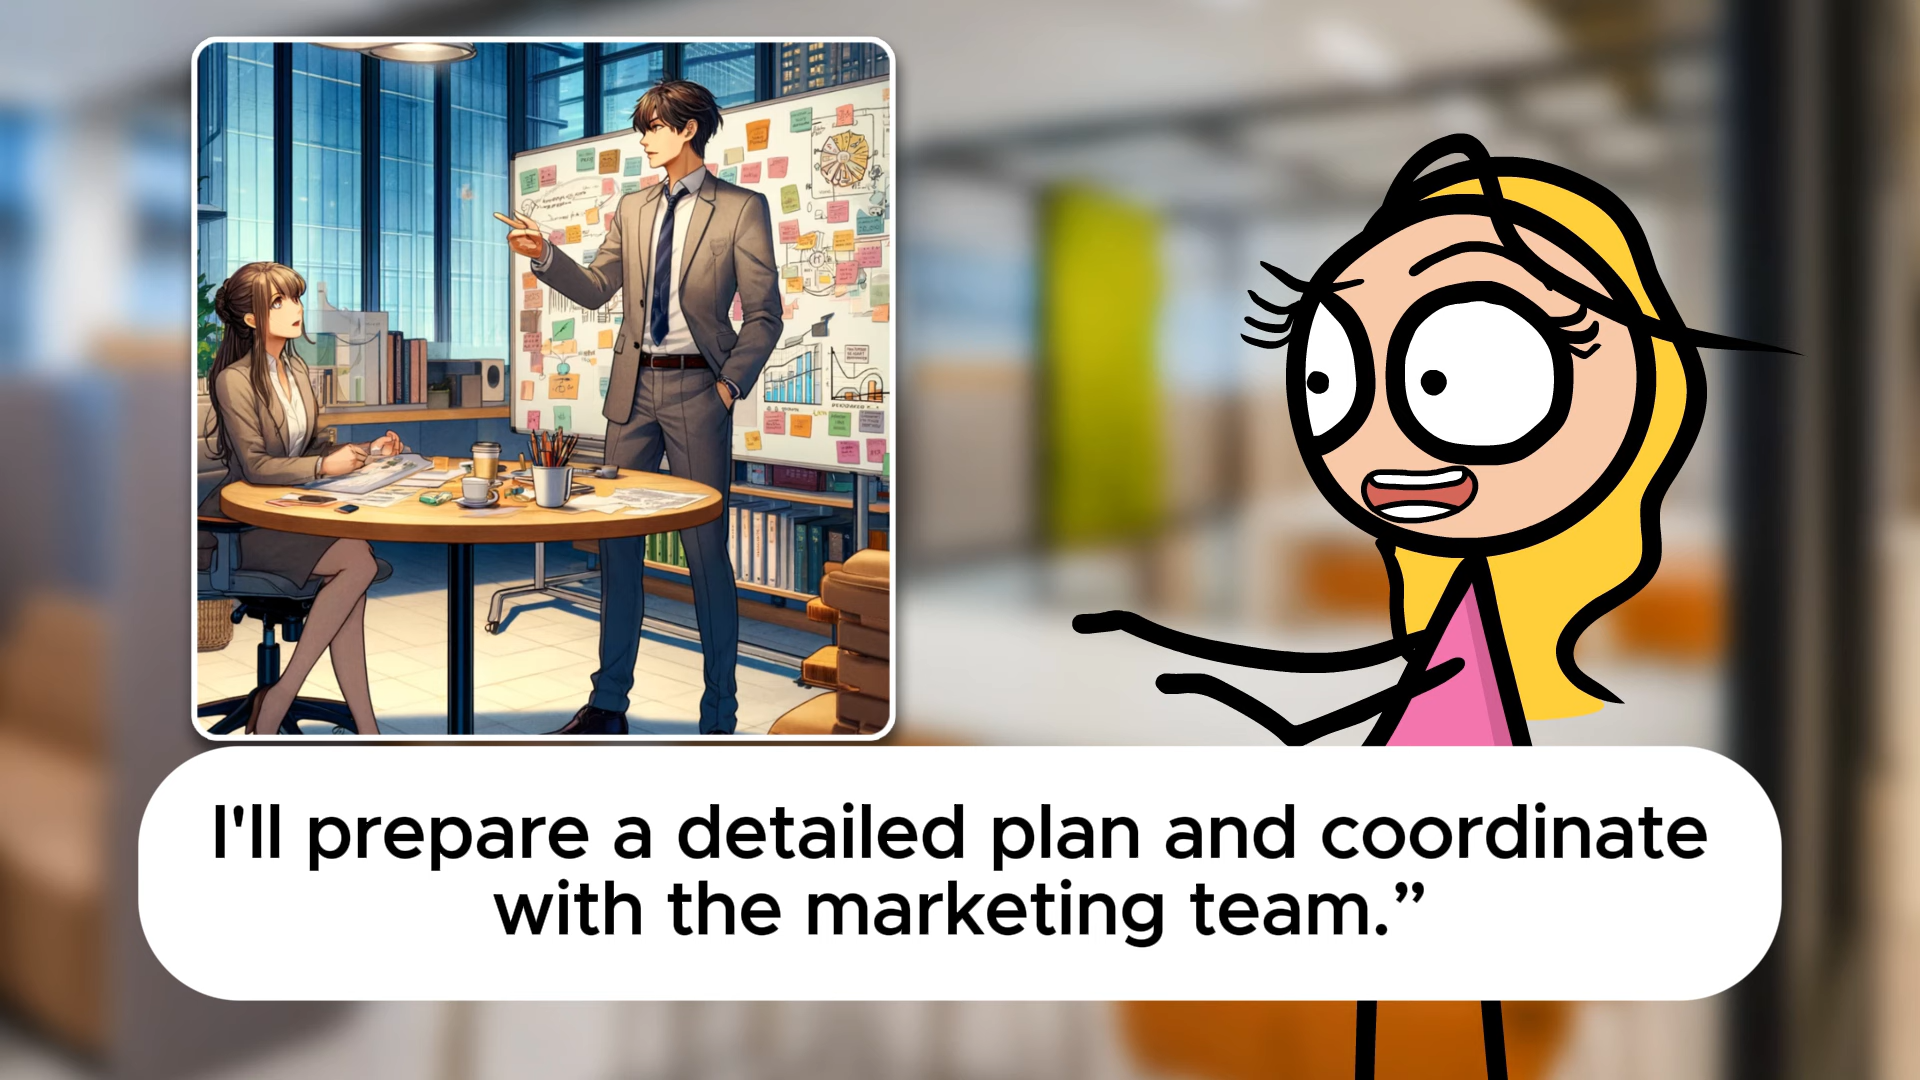 I'll prepare a detailed plan and coordinate
with the marketing team.”